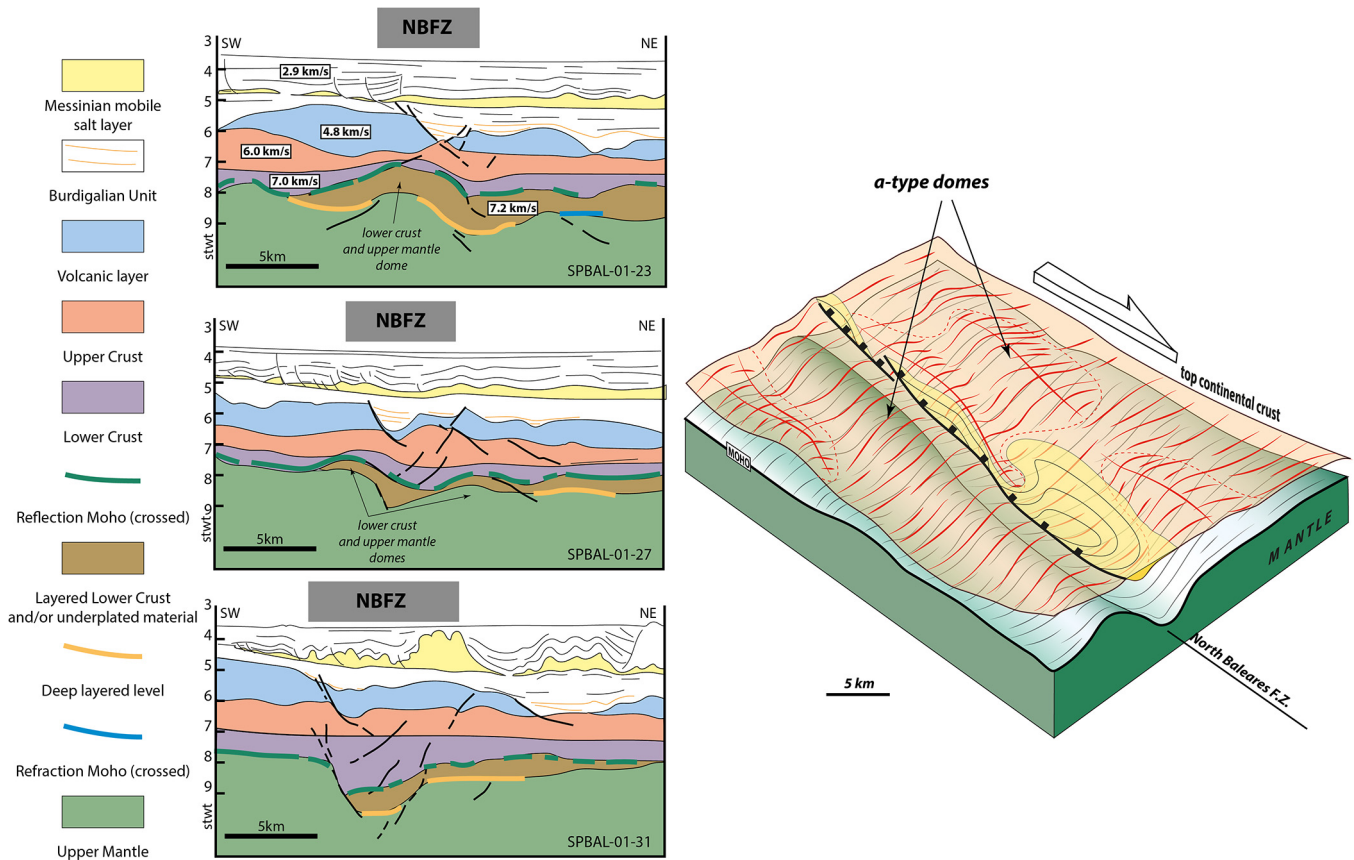 Messinian mobile
salt layer
Burdigalian Unit
Volcanic layer
Upper Crust
Lower Crust
Reflection Moho (crossed)
Layered Lower Crust
and/or underplated material
Deep layered level
Refraction Moho (crossed)
Upper Mantle
NBFZ
SW
NE
3
4
5
6
7
8
9
stwt
2.9 km/s
4.8 km/s
6.0 km/s
7.0 km/s
7.2 km/s
lower crust
and upper mantle
dome
5km
SPBAL-01-23
NBFZ
SW
NE
3
4
5
6
7
8
9
stwt
lower crust
and upper mantle
domes
5km
SPBAL-01-27
NBFZ
SW
NE
3
4
5
6
7
8
9
stwt
5km
SPBAL-01-31
a-type domes
top continental crust
MOHO
MANTLE
North Baleares F.Z.
5 km